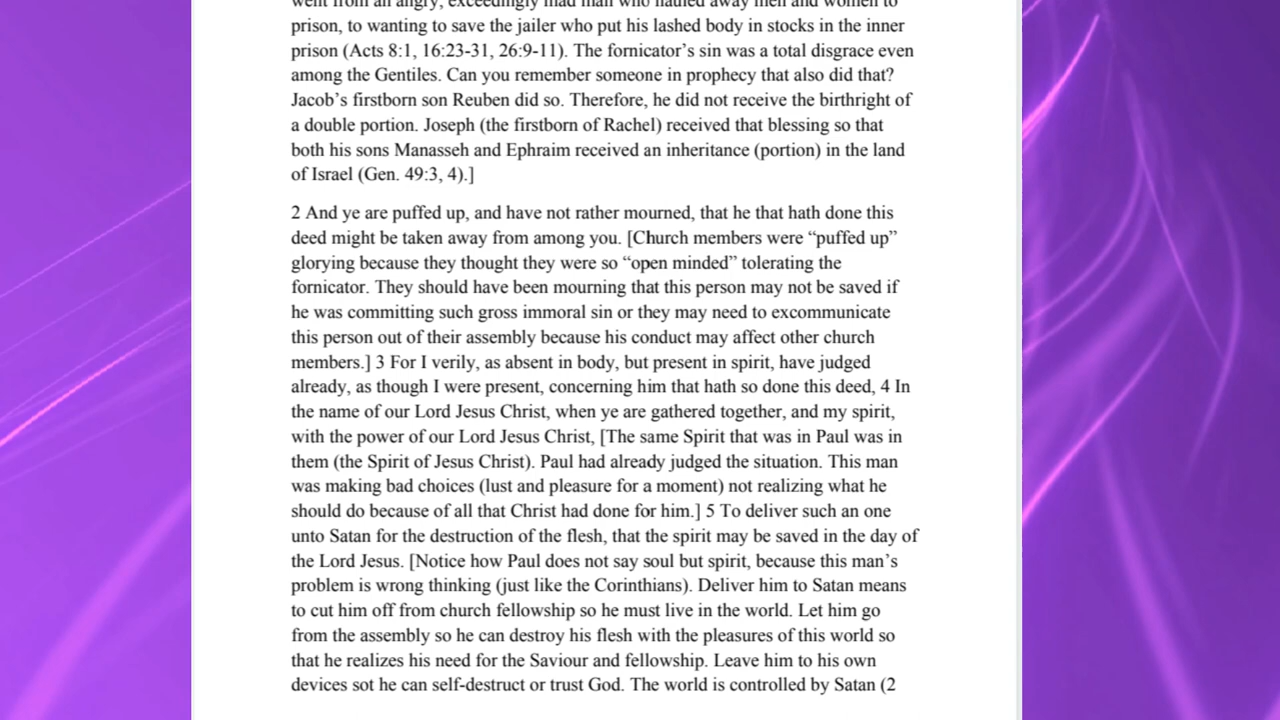 went from an angry, exceedingly mad man who hauled away men and women to
prison, to wanting to save the jailer who put his lashed body in stocks in the inner
prison (Acts 8:1, 16:23-31, 26:9-11). The fornicator’s sin was a total disgrace even
among the Gentiles. Can you remember someone in prophecy that also did that?
Jacob’s firstborn son Reuben did so. Therefore, he did not receive the birthright of
a double portion. Joseph (the firstborn of Rachel) received that blessing so that
both his sons Manasseh and Ephraim received an inheritance (portion) in the land
of Israel (Gen. 49:3, 4).]
2 And ye are puffed up, and have not rather mourned, that he that hath done this
deed might be taken away from among you. [Church members were “puffed up”
glorying because they thought they were so “open minded” tolerating the
fornicator. They should have been mourning that this person may not be saved if
he was committing such gross immoral sin or they may need to excommunicate
this person out of their assembly because his conduct may affect other church
members.] 3 For I verily, as absent in body, but present in spirit, have judged
already, as though I were present, concerning him that hath so done this deed, 4 In
the name of our Lord Jesus Christ, when ye are gathered together, and my spirit,
with the power of our Lord Jesus Christ, [The same Spirit that was in Paul was in
them (the Spirit of Jesus Christ). Paul had already judged the situation. This man
was making bad choices (lust and pleasure for a moment) not realizing what he
should do because of all that Christ had done for him.] 5 To deliver such an one
unto Satan for the destruction of the flesh, that the spirit may be saved in the day of
the Lord Jesus. [Notice how Paul does not say soul but spirit, because this man’s
problem is wrong thinking (just like the Corinthians). Deliver him to Satan means
to cut him off from church fellowship so he must live in the world. Let him go
from the assembly so he can destroy his flesh with the pleasures of this world so
that he realizes his need for the Saviour and fellowship. Leave him to his own
devices sot he can self-destruct or trust God. The world is controlled by Satan (2